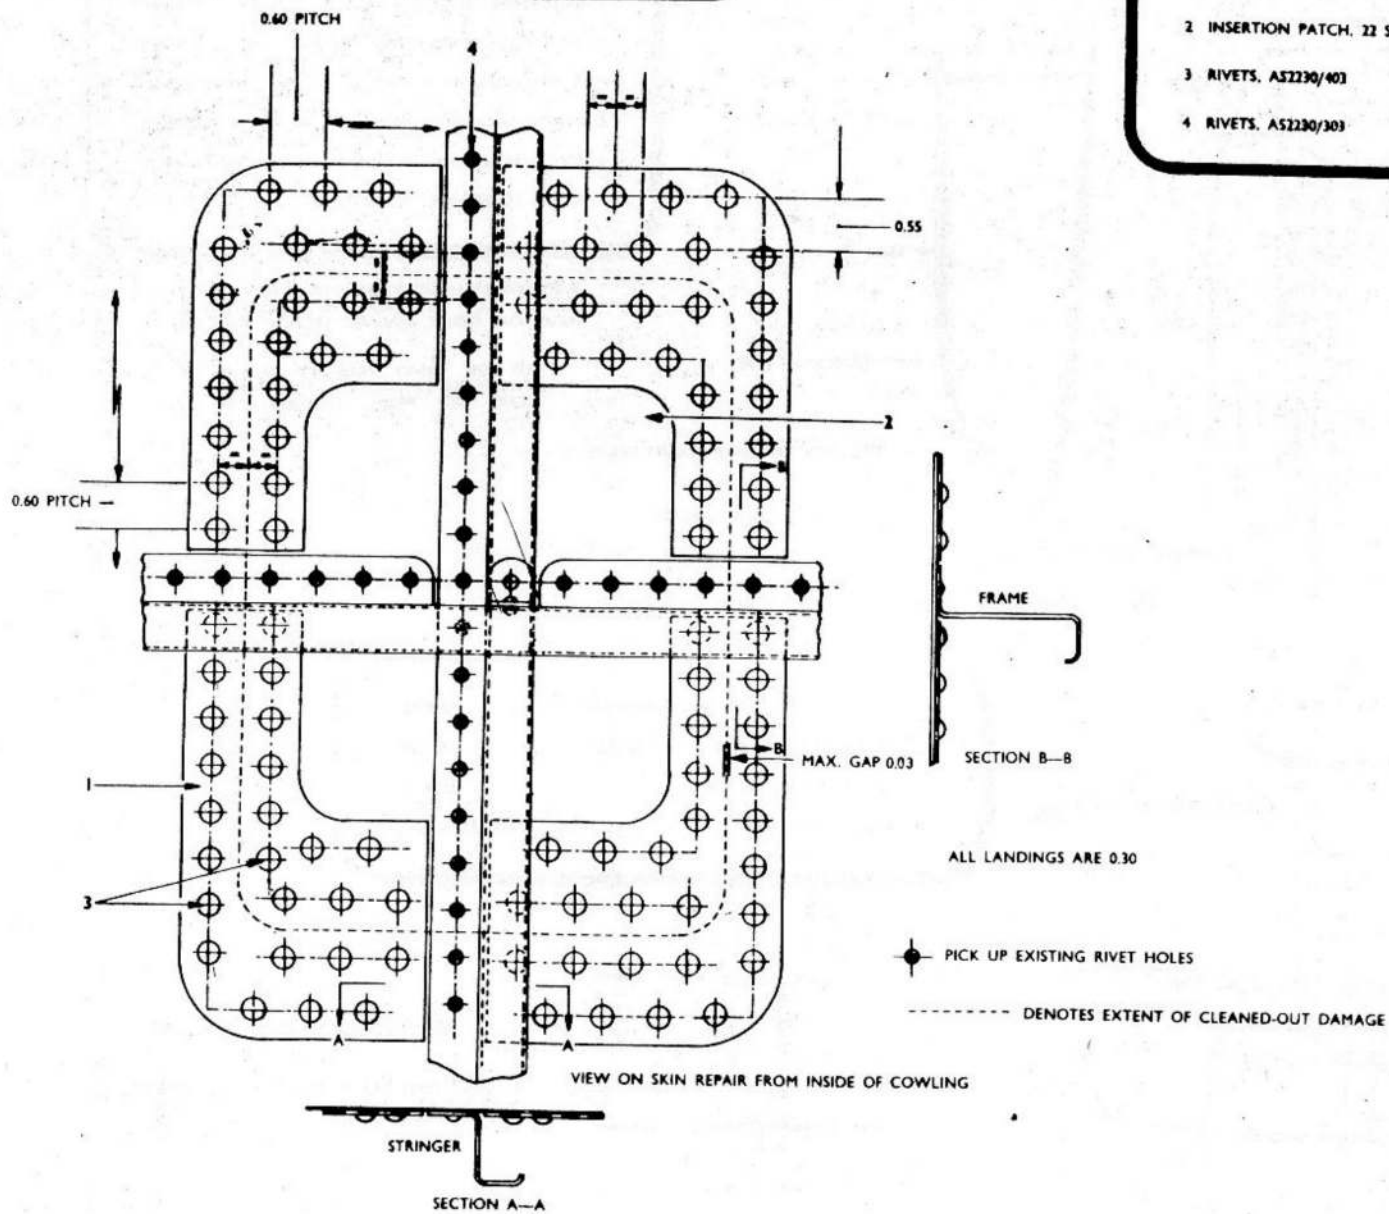 0.60 PITCH
4
2 INSERTION PATCH, 22 S
3 RIVETS, AS2230/403
4 RIVETS, AS2230/303
0.55
2
B
0.60 PITCH
FRAME
B
MAX. GAP 0.03
SECTION B—B
1
ALL LANDINGS ARE 0.30
3
PICK UP EXISTING RIVET HOLES
DENOTES EXTENT OF CLEANED-OUT DAMAGE
A
A
VIEW ON SKIN REPAIR FROM INSIDE OF COWLING
STRINGER
SECTION A—A